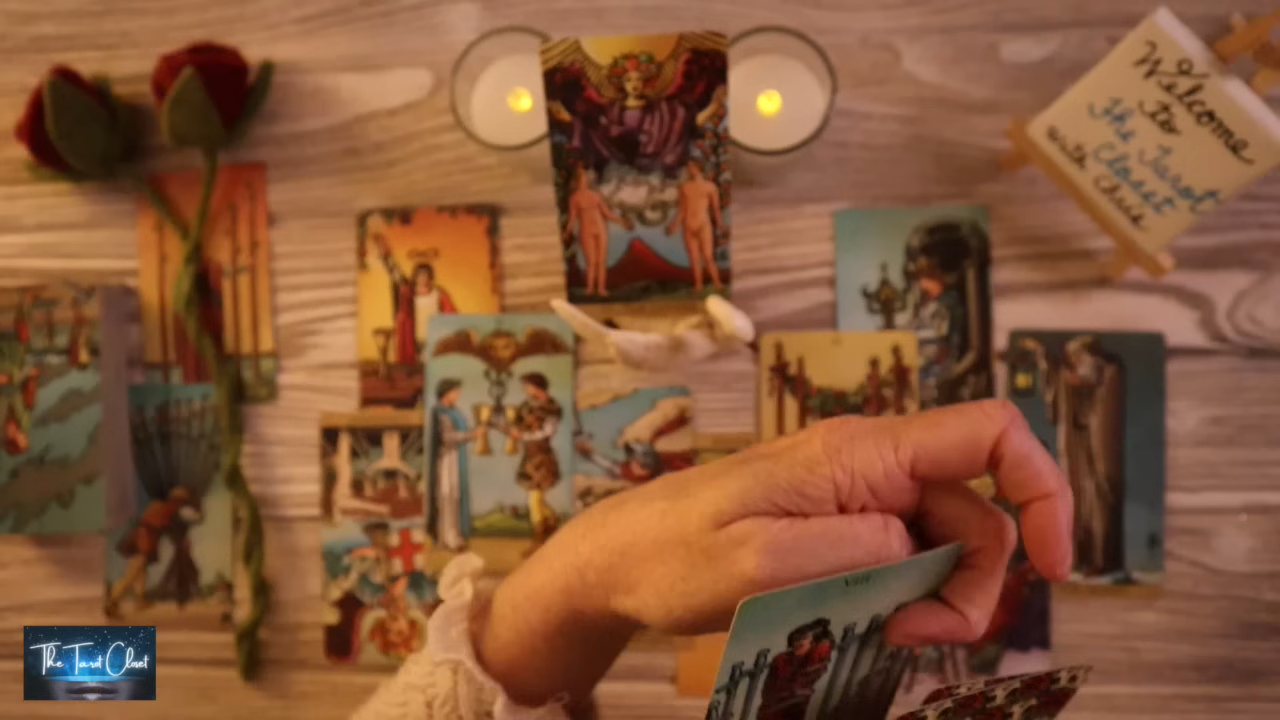 Welcome
To
The Tarot
Closet
with Chris
VIII
The Tarot Closet